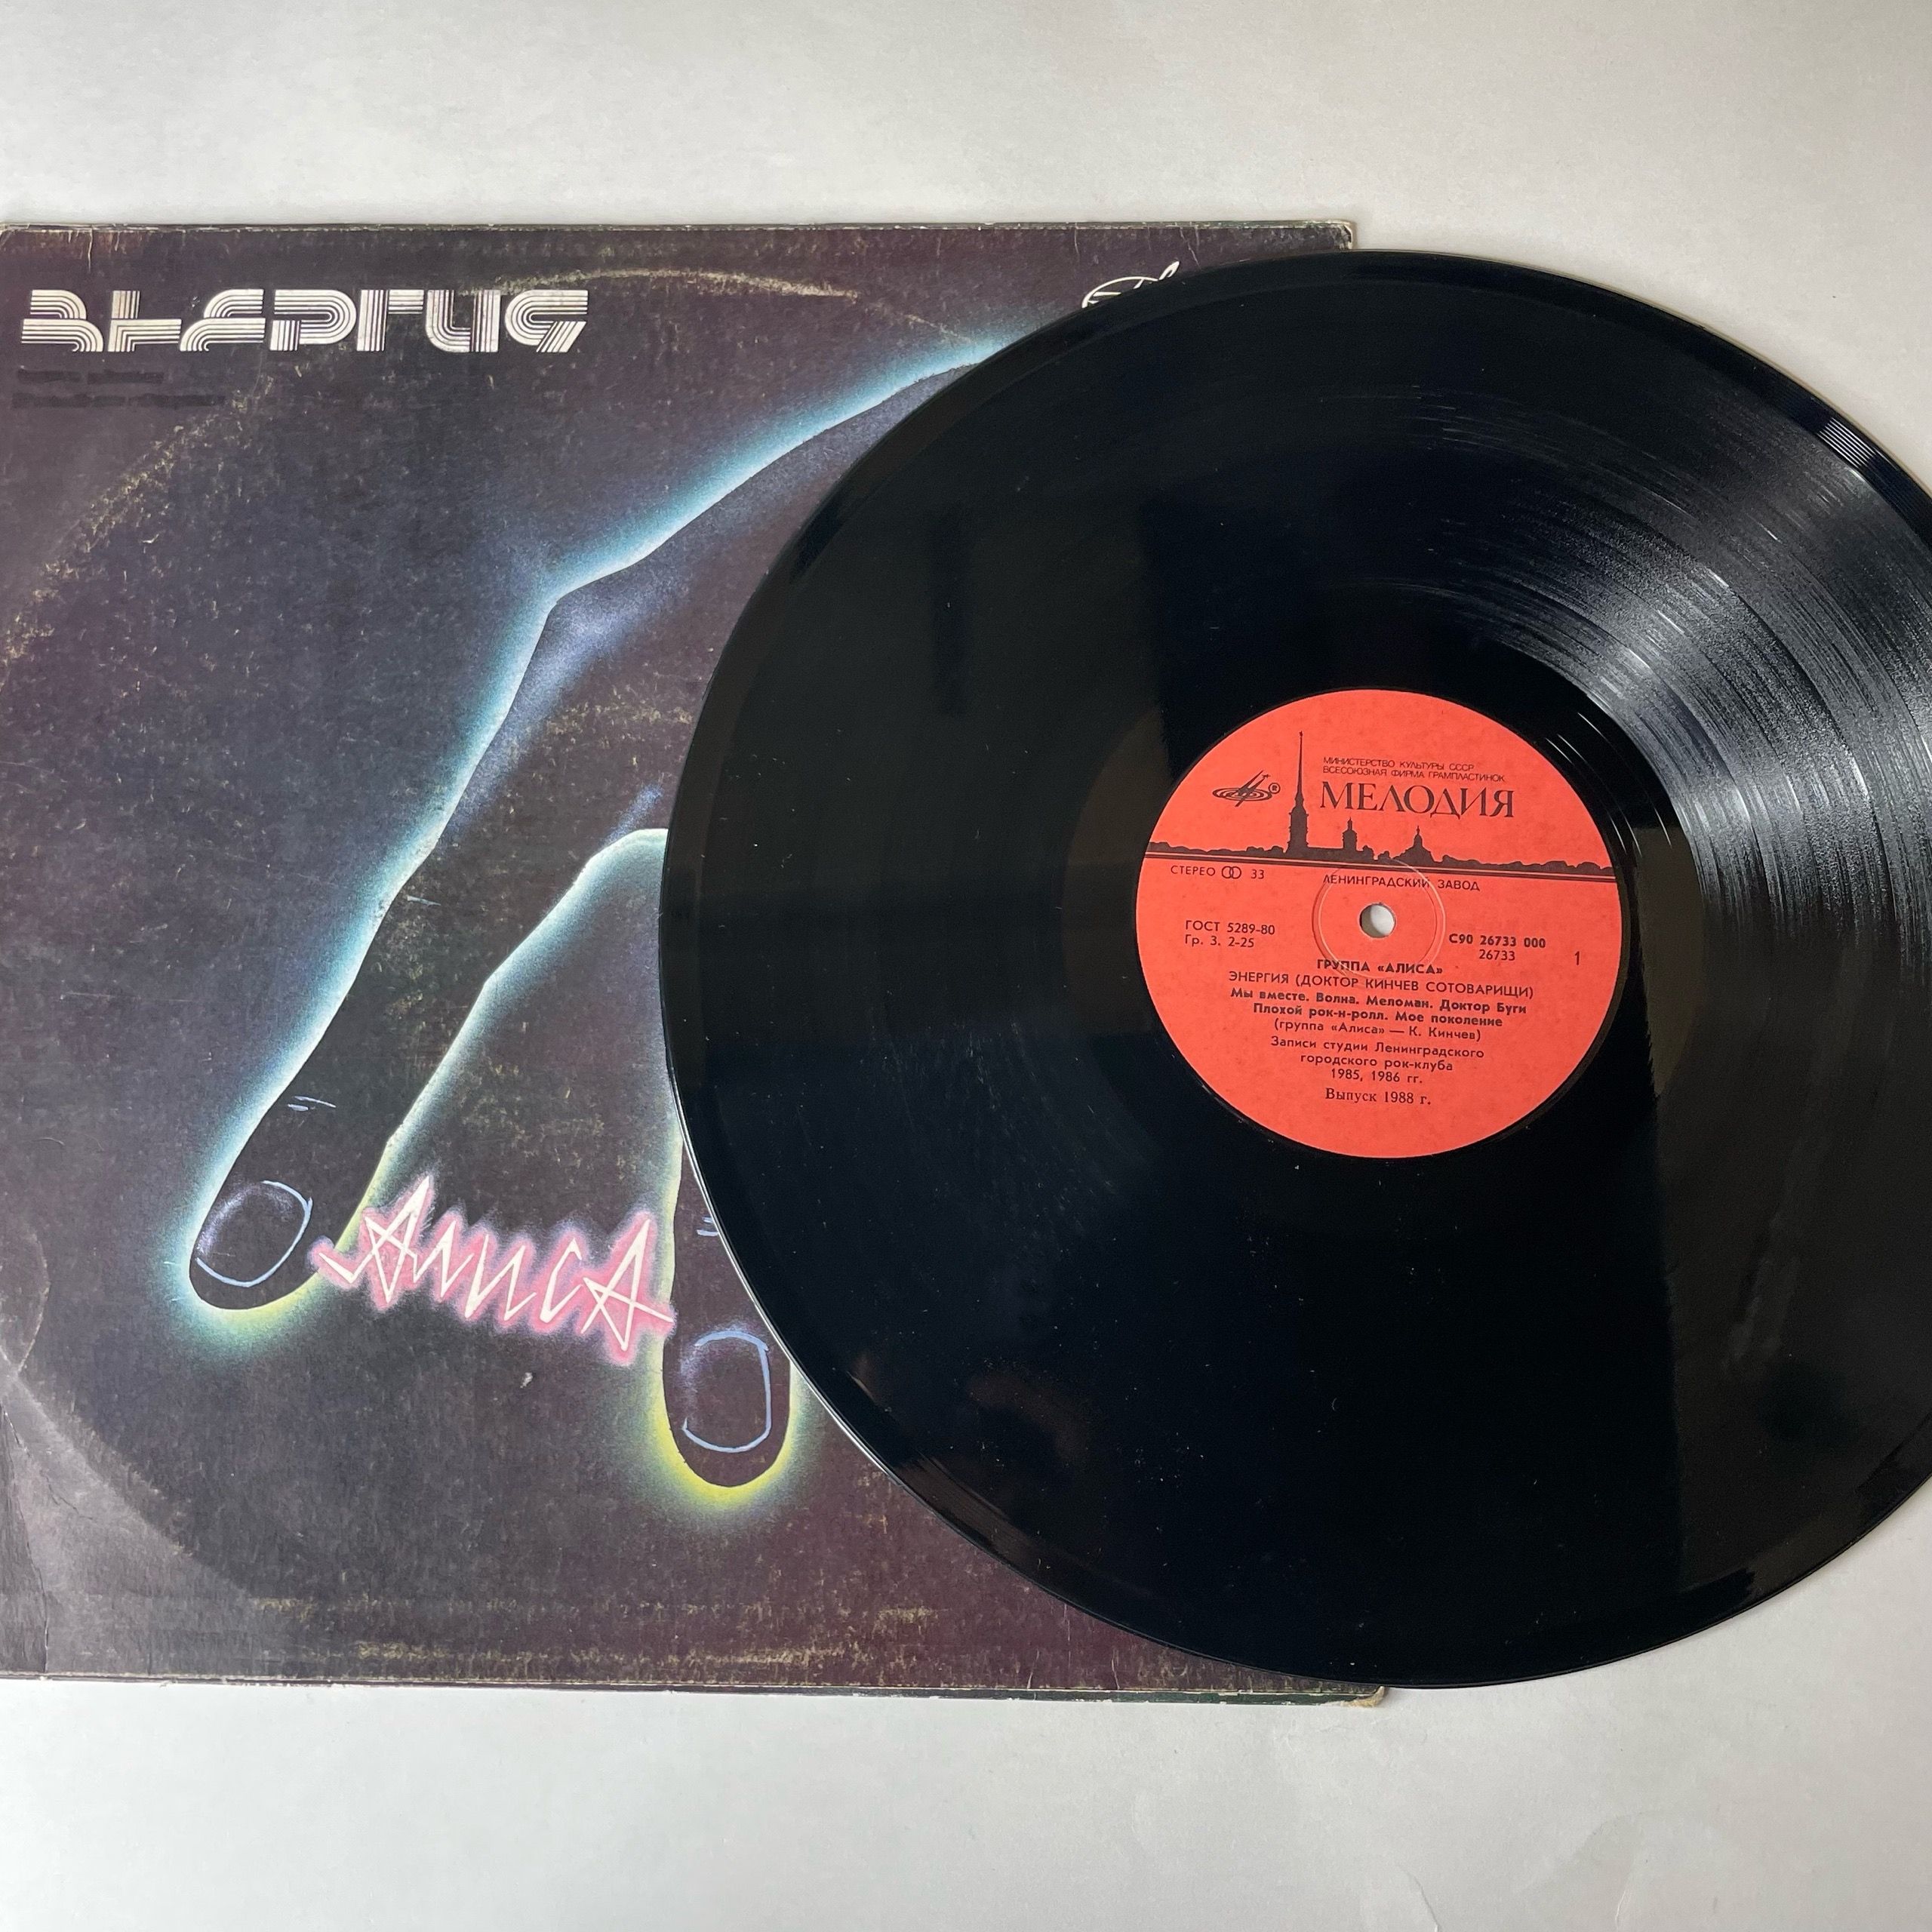 ЭНЕРГИЯ
АлисА
МИНИСТЕРСТВО КУЛЬТУРЫ СССР
ВСЕСОЮЗНАЯ ФИРМА ГРАМПЛАСТИНОК
МЕЛОДИЯ
®
СТЕРЕО 33
ЛЕНИНГРАДСКИЙ ЗАВОД
ГОСТ 5289-80
Гр. 3. 2-25
С90 26733 000
26733
1
ГРУППА «АЛИСА»
ЭНЕРГИЯ (ДОКТОР КИНЧЕВ СОТОВАРИЩИ)
Мы вместе. Волна. Меломан. Доктор Буги
Плохой рок-н-ролл. Мое поколение
(группа «Алиса» — К. Кинчев)
Записи студии Ленинградского
городского рок-клуба
1985, 1986 гг.
Выпуск 1988 г.